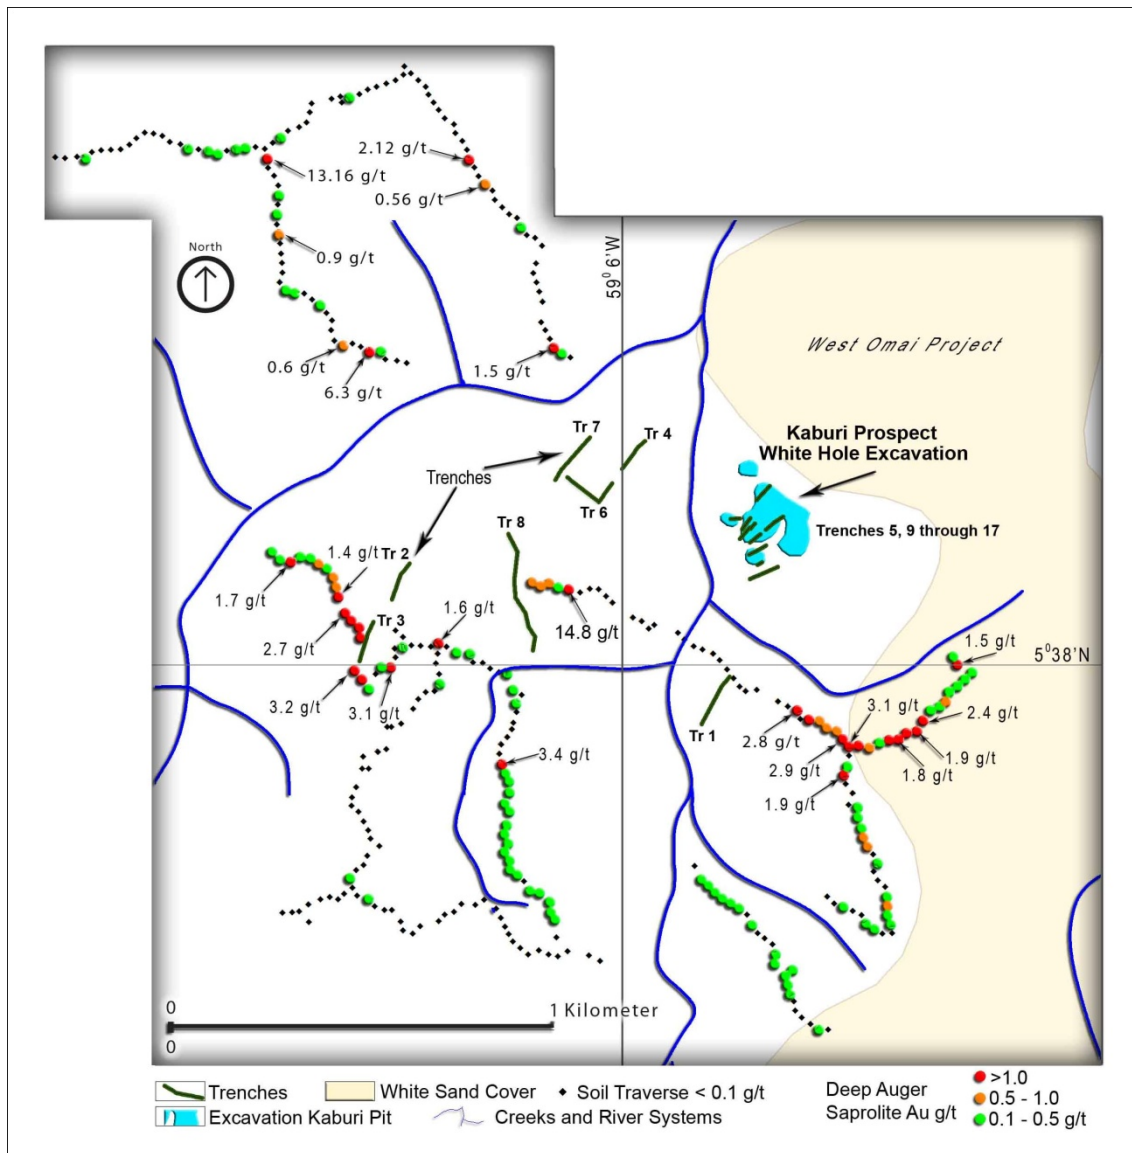 2.12 g/t
13.16 g/t
0.56 g/t
North
0.9 g/t
59⁰ 6'W
West Omai Project
0.6 g/t
6.3 g/t
1.5 g/t
Kaburi Prospect
White Hole Excavation
Tr 7
Tr 4
Trenches
Tr 6
Trenches 5, 9 through 17
Tr 8
Tr 2
1.4 g/t
1.7 g/t
1.6 g/t
Tr 3
14.8 g/t
2.7 g/t
1.5 g/t
5⁰38'N
3.2 g/t
3.1 g/t
3.1 g/t
2.4 g/t
Tr 1
2.8 g/t
3.4 g/t
2.9 g/t
1.9 g/t
1.8 g/t
1.9 g/t
0
1 Kilometer
0
Trenches
White Sand Cover
Soil Traverse < 0.1 g/t
Excavation Kaburi Pit
Creeks and River Systems
Deep Auger
Saprolite Au g/t
>1.0
0.5 - 1.0
0.1 - 0.5 g/t